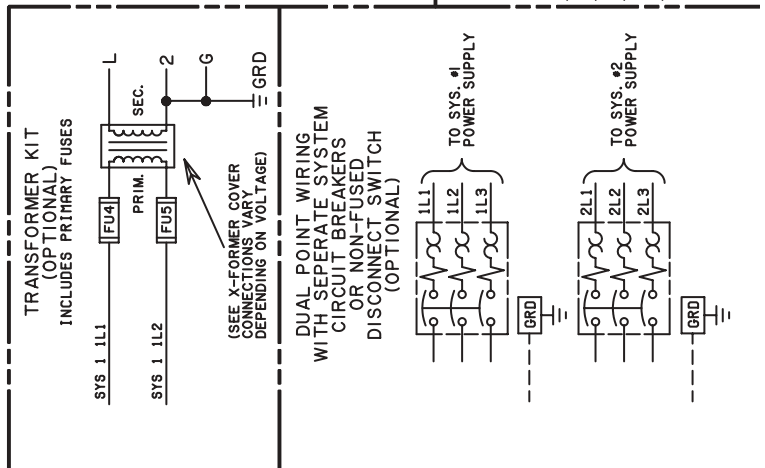 TRANSFORMER KIT
(OPTIONAL)
INCLUDES PRIMARY FUSES
SYS 1 1L1
FU4
L
SYS 1 1L2
FU5
2
PRIM.
SEC.
G
GRD
(SEE X-FORMER COVER
CONNECTIONS VARY
DEPENDING ON VOLTAGE)
DUAL POINT WIRING
WITH SEPERATE SYSTEM
CIRCUIT BREAKERS
OR NON-FUSED
DISCONNECT SWITCH
(OPTIONAL)
1L1
1L2
1L3
TO SYS. #1
POWER SUPPLY
GRD
2L1
2L2
2L3
TO SYS. #2
POWER SUPPLY
GRD